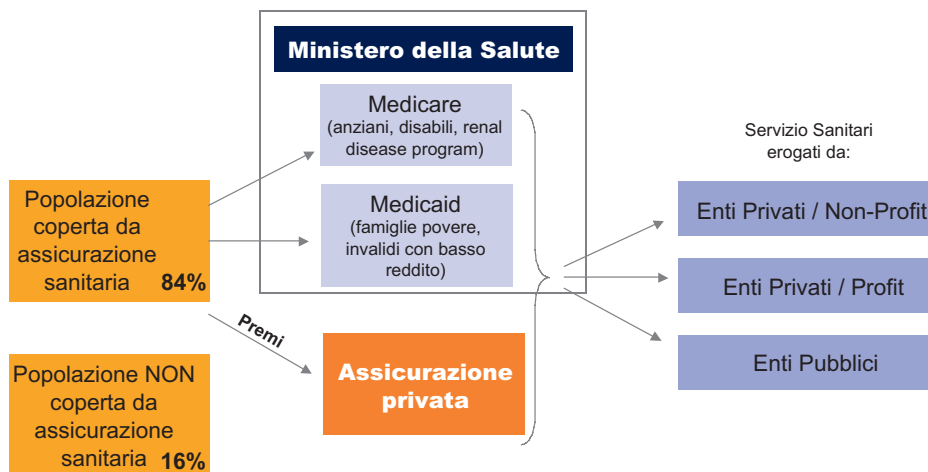 Ministero della Salute
Medicare
(anziani, disabili, renal
disease program)
Medicaid
(famiglie povere,
invalidi con basso
reddito)
Popolazione
coperta da
assicurazione
sanitaria 84%
Premi
Assicurazione
privata
Popolazione NON
coperta da
assicurazione
sanitaria 16%
Servizio Sanitari
erogati da:
Enti Privati / Non-Profit
Enti Privati / Profit
Enti Pubblici